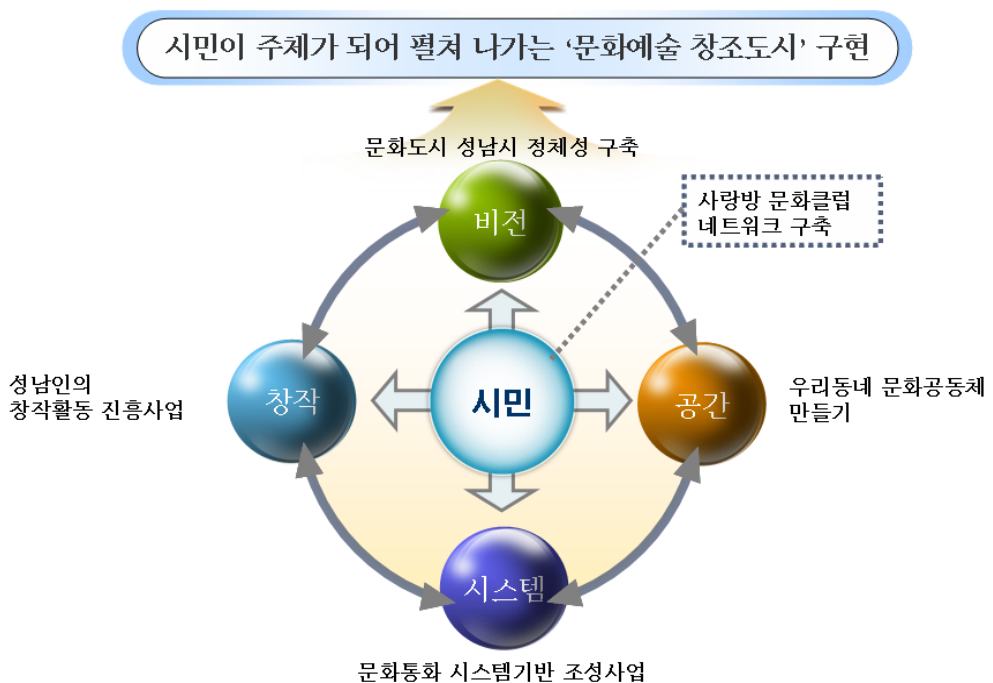 시민이 주체가 되어 펼쳐 나가는 ‘문화예술 창조도시’ 구현
문화도시 성남시 정체성 구축
비전
사랑방 문화클럽
네트워크 구축
성남인의
창작활동 진흥사업
창작
시민
공간
우리동네 문화공동체
만들기
시스템
문화통화 시스템기반 조성사업